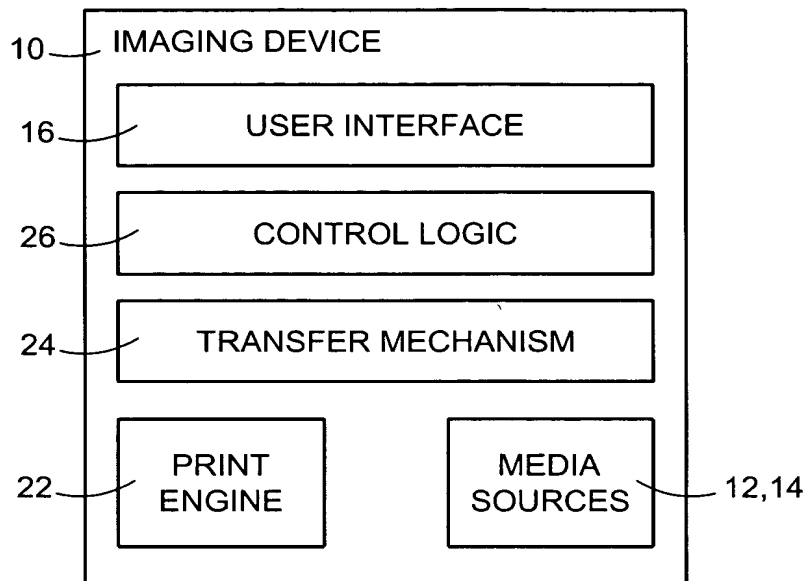 10 IMAGING DEVICE
16 USER INTERFACE
26 CONTROL LOGIC
24 TRANSFER MECHANISM
22 PRINT
ENGINE
MEDIA
SOURCES 12,14